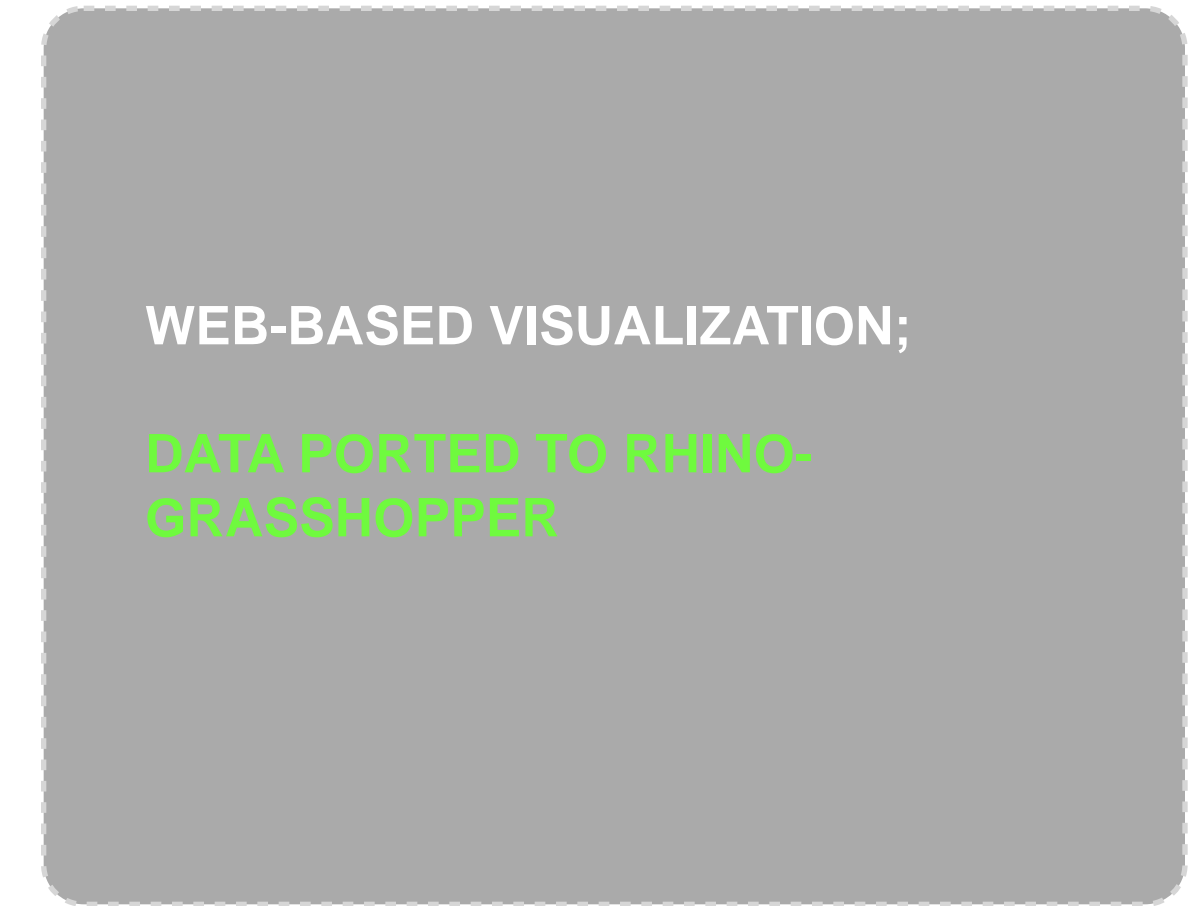 WEB-BASED VISUALIZATION;
DATA PORTED TO RHINO-
GRASSHOPPER